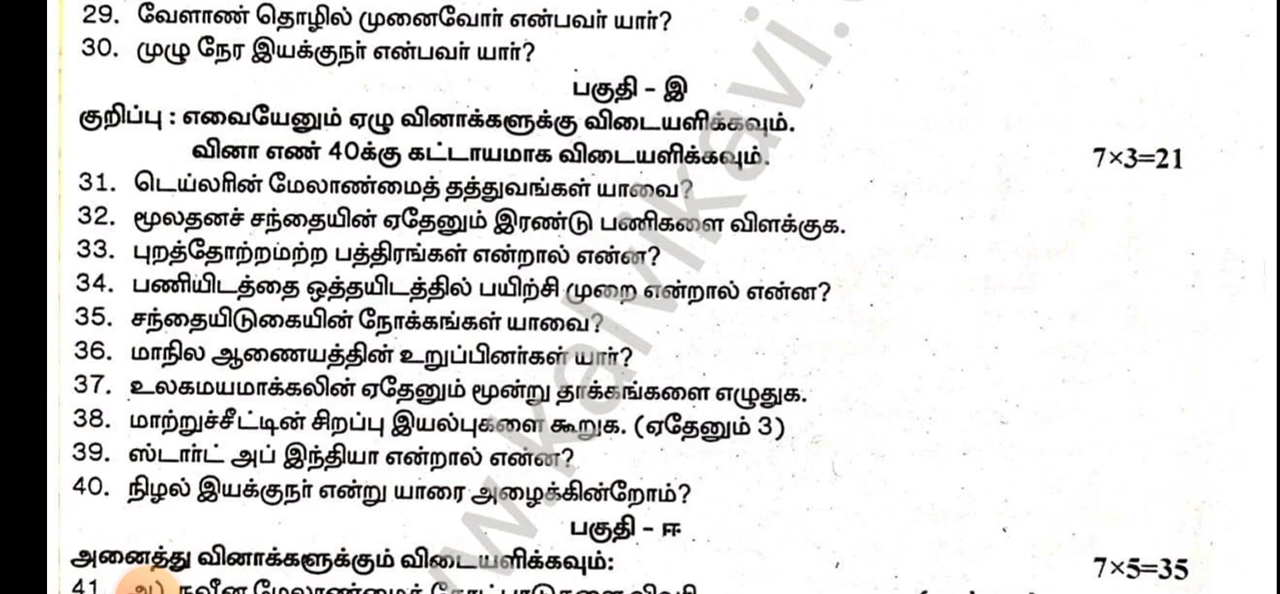 29. வேளாண் தொழில் முனைவோர் என்பவர் யார்?
30. முழு நேர இயக்குநர் என்பவர் யார்?
பகுதி - இ
குறிப்பு : எவையேனும் ஏழு வினாக்களுக்கு விடையளிக்கவும்.
வினா எண் 40க்கு கட்டாயமாக விடையளிக்கவும். 7×3=21
31. டெய்லரின் மேலாண்மைத் தத்துவங்கள் யாவை?
32. மூலதனச் சந்தையின் ஏதேனும் இரண்டு பணிகளை விளக்குக.
33. புறத்தோற்றமற்ற பத்திரங்கள் என்றால் என்ன?
34. பணியிடத்தை ஒத்தயிடத்தில் பயிற்சி முறை என்றால் என்ன?
35. சந்தையிடுகையின் நோக்கங்கள் யாவை?
36. மாநில ஆணையத்தின் உறுப்பினர்கள் யார்?
37. உலகமயமாக்கலின் ஏதேனும் மூன்று தாக்கங்களை எழுதுக.
38. மாற்றுச்சீட்டின் சிறப்பு இயல்புகளை கூறுக. (ஏதேனும் 3)
39. ஸ்டார்ட் அப் இந்தியா என்றால் என்ன?
40. நிழல் இயக்குநர் என்று யாரை அழைக்கின்றோம்?
பகுதி - ஈ
அனைத்து வினாக்களுக்கும் விடையளிக்கவும்: 7×5=35
41 அ) நவீன மேலாண்மைக்
w.kalvikavi.